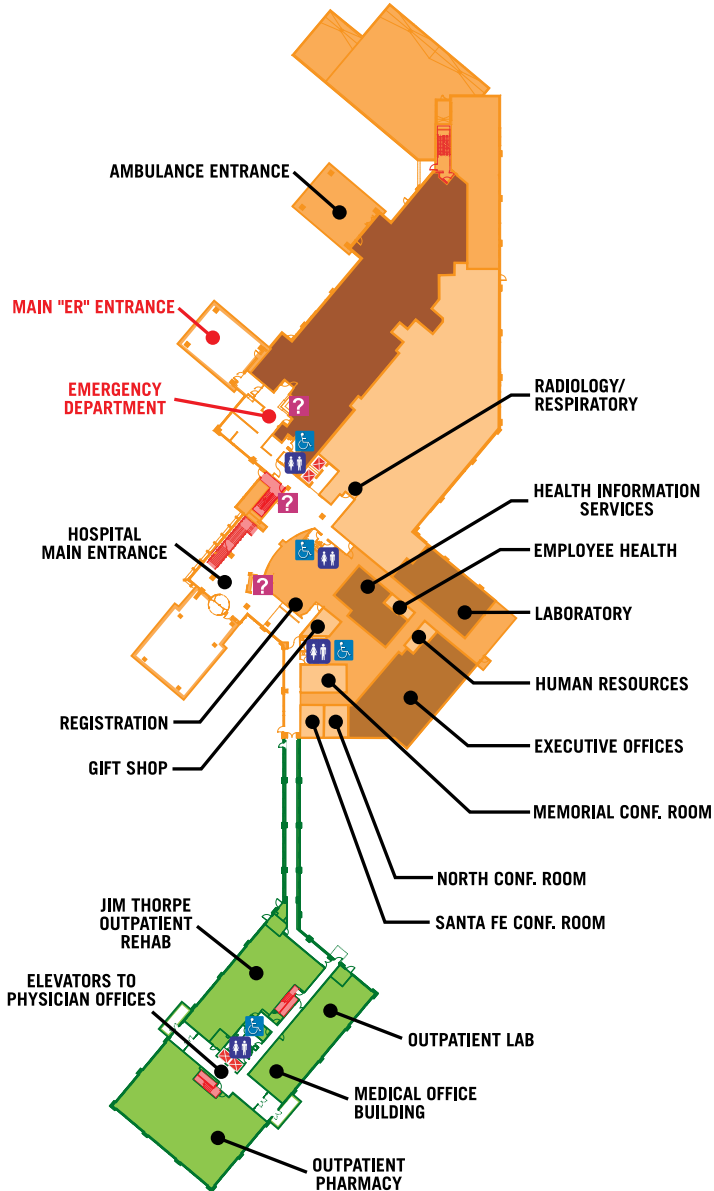 AMBULANCE ENTRANCE
MAIN "ER" ENTRANCE
EMERGENCY
DEPARTMENT
?
RADIOLOGY/
RESPIRATORY
?
HEALTH INFORMATION
SERVICES
HOSPITAL
MAIN ENTRANCE
EMPLOYEE HEALTH
?
LABORATORY
HUMAN RESOURCES
REGISTRATION
EXECUTIVE OFFICES
GIFT SHOP
MEMORIAL CONF. ROOM
NORTH CONF. ROOM
SANTA FE CONF. ROOM
JIM THORPE
OUTPATIENT
REHAB
ELEVATORS TO
PHYSICIAN OFFICES
OUTPATIENT LAB
MEDICAL OFFICE
BUILDING
OUTPATIENT
PHARMACY